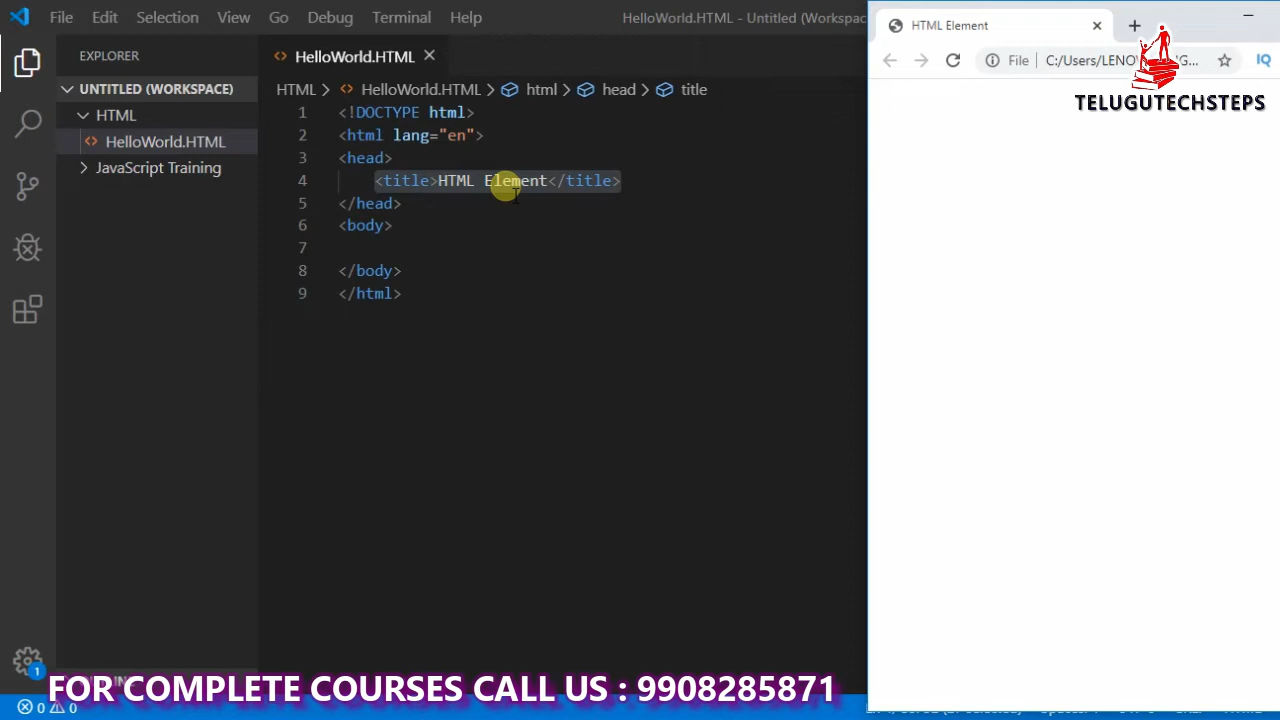 File Edit Selection View Go Debug Terminal Help
HelloWorld.HTML - Untitled (Workspac
HTML Element
EXPLORER
HelloWorld.HTML
File
C:/Users/LENO
G...
IQ
TELUGUTECHSTEPS
UNTITLED (WORKSPACE)
HTML
HelloWorld.HTML
JavaScript Training
HTML > HelloWorld.HTML > html > head > title
1 <!DOCTYPE html>
2 <html lang="en">
3 <head>
4 <title>HTML Element</title>
5 </head>
6 <body>
7
8 </body>
9 </html>
1
FOR COMPLETE COURSES CALL US : 9908285871
0 0